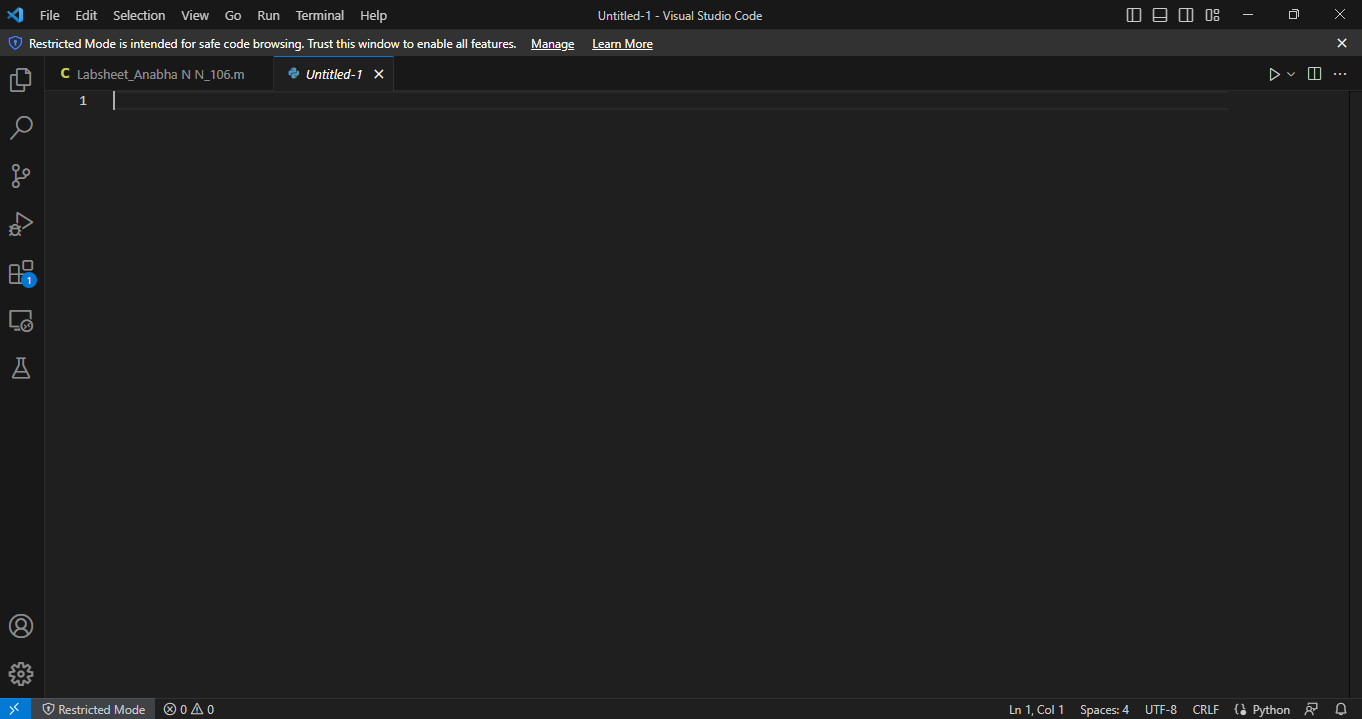 File Edit Selection View Go Run Terminal Help Untitled-1 - Visual Studio Code
Restricted Mode is intended for safe code browsing. Trust this window to enable all features. Manage Learn More
C Labsheet_Anabha N N_106.m Untitled-1
1
1
Restricted Mode 0 0 Ln 1, Col 1 Spaces: 4 UTF-8 CRLF Python